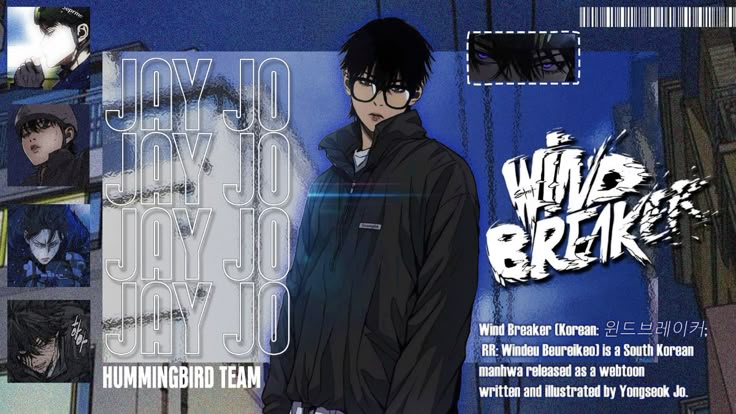 JAY JO
JAY JO
JAY JO
JAY JO
HUMMINGBIRD TEAM
WIND
BREAKER
Wind Breaker (Korean: 윈드브레이커;
RR: Windeu Beureikeo) is a South Korean
manhwa released as a webtoon
written and illustrated by Yongseok Jo.